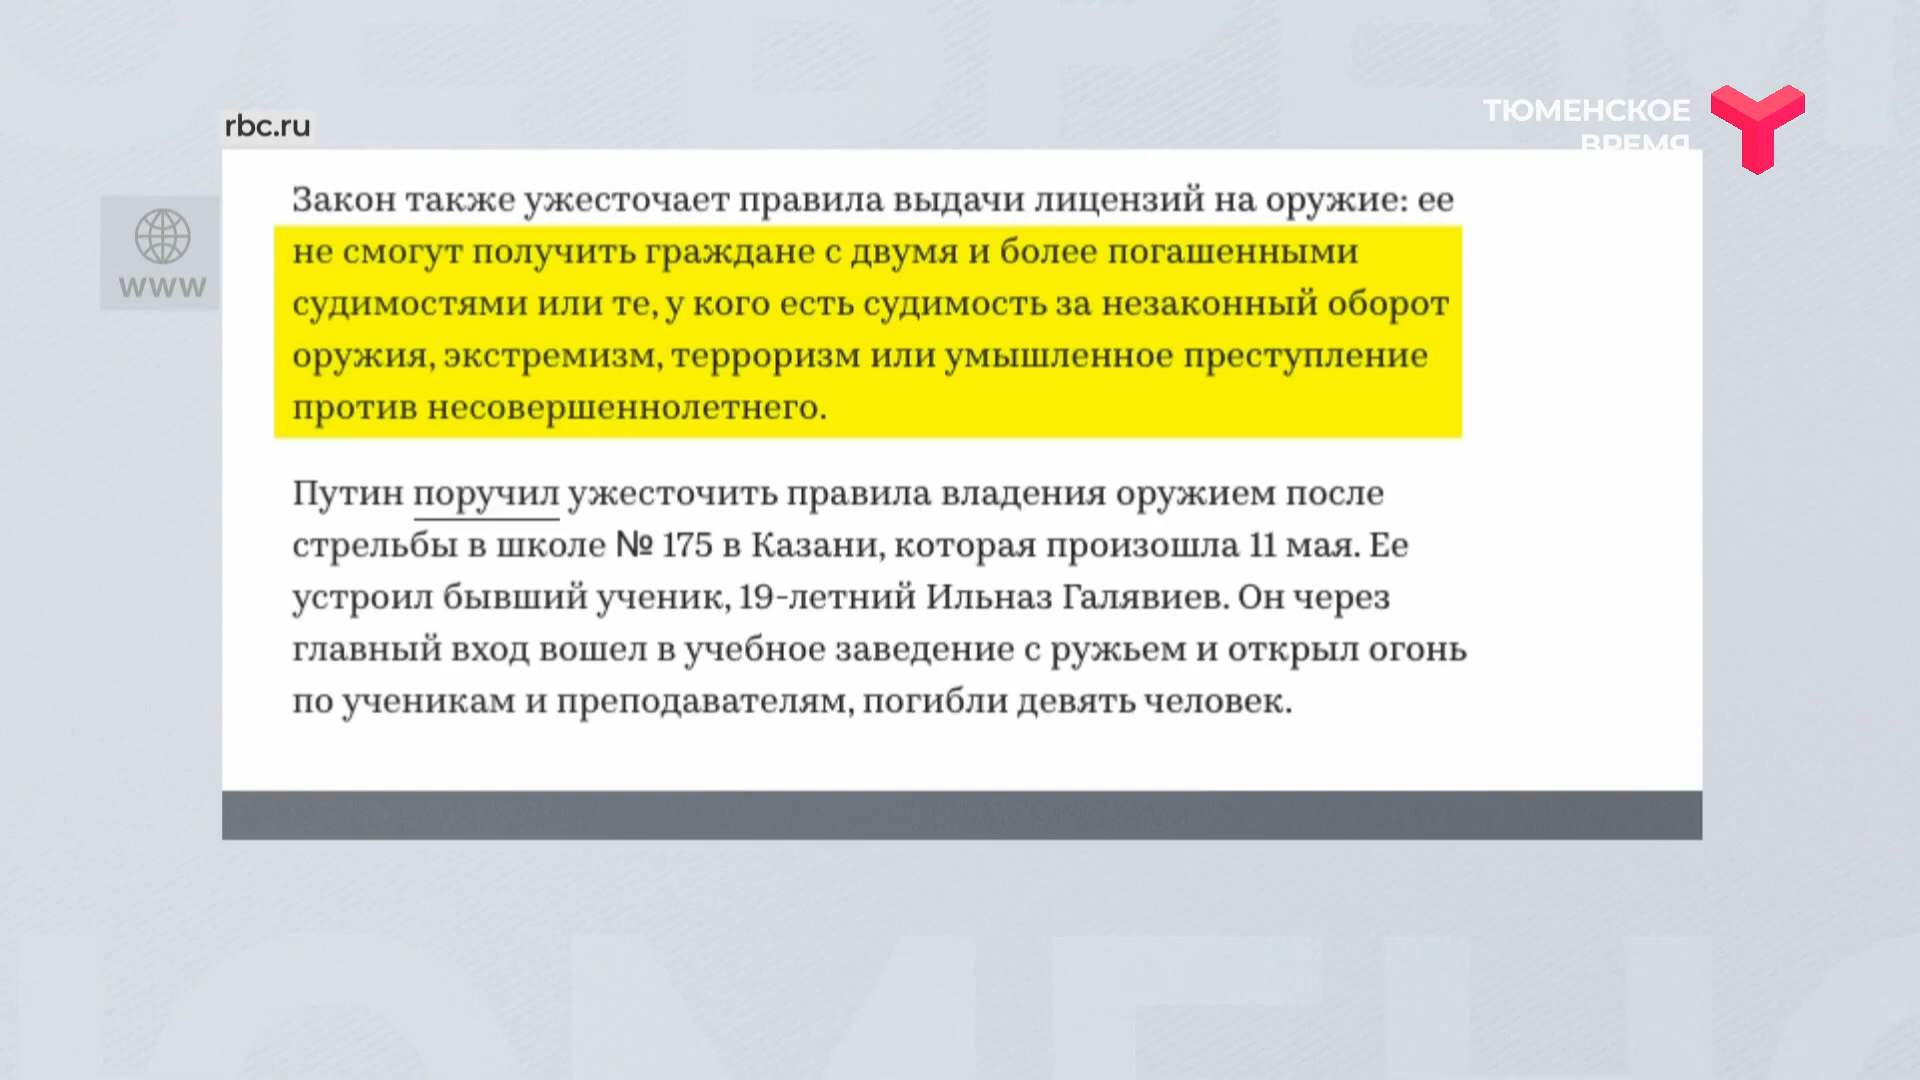 ТЮМЕНСКОЕ
ВРЕМЯ
rbc.ru
www
Закон также ужесточает правила выдачи лицензий на оружие: ее
не смогут получить граждане с двумя и более погашенными
судимостями или те, у кого есть судимость за незаконный оборот
оружия, экстремизм, терроризм или умышленное преступление
против несовершеннолетнего.
Путин поручил ужесточить правила владения оружием после
стрельбы в школе № 175 в Казани, которая произошла 11 мая. Ее
устроил бывший ученик, 19-летний Ильназ Галявиев. Он через
главный вход вошел в учебное заведение с ружьем и открыл огонь
по ученикам и преподавателям, погибли девять человек.